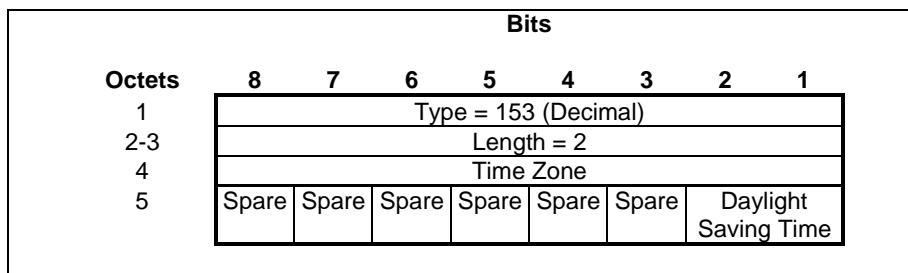 Bits
Octets 8 7 6 5 4 3 2 1
1 Type = 153 (Decimal)
2-3 Length = 2
4 Time Zone
5 Spare Spare Spare Spare Spare Spare Daylight
Saving Time